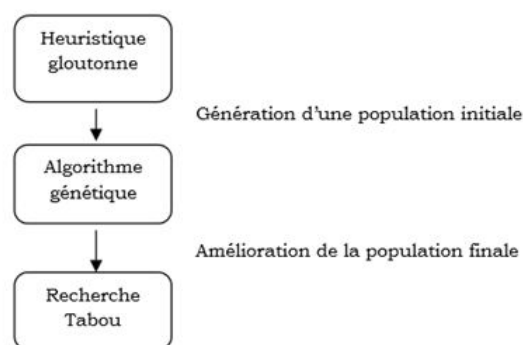 Heuristique
gloutonne
Génération d'une population initiale
Algorithme
génétique
Amélioration de la population finale
Recherche
Tabou